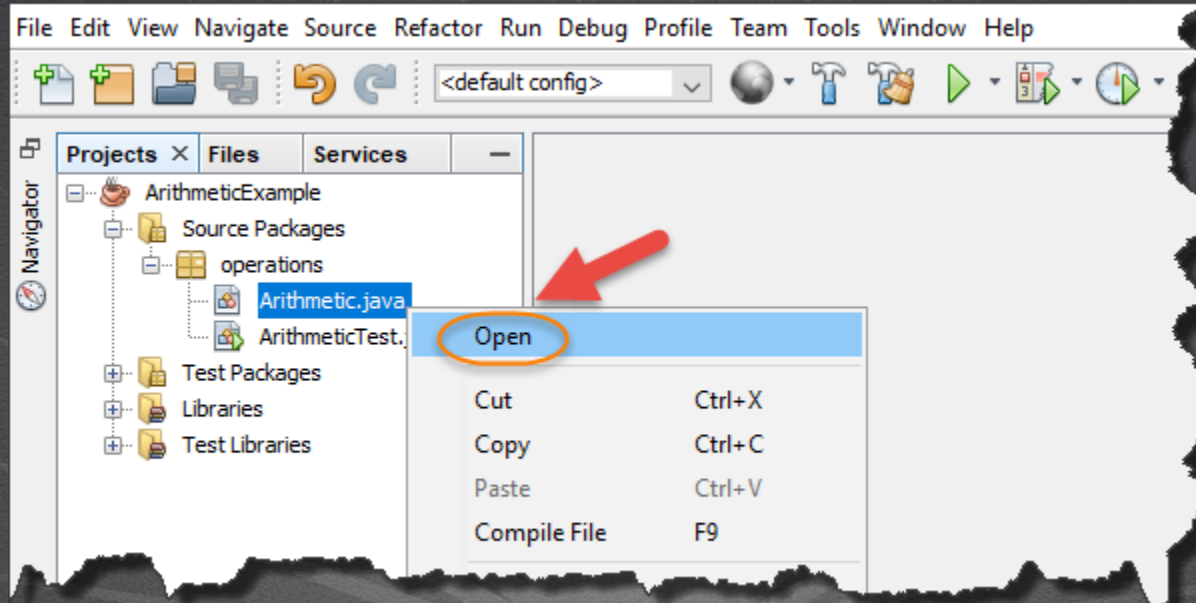 File Edit View Navigate Source Refactor Run Debug Profile Team Tools Window Help
<default config>
Projects Files Services
Navigator
ArithmeticExample
Source Packages
operations
Arithmetic.java
ArithmeticTest.
Open
Test Packages
Cut Ctrl+X
Libraries
Copy Ctrl+C
Test Libraries
Paste Ctrl+V
Compile File F9